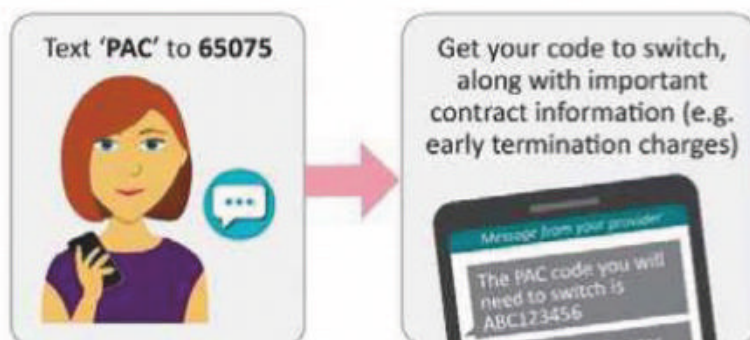 Text ‘PAC’ to 65075
Get your code to switch,
along with important
contract information (e.g.
early termination charges)
Message from your provider
The PAC code you will
need to switch is
ABC123456